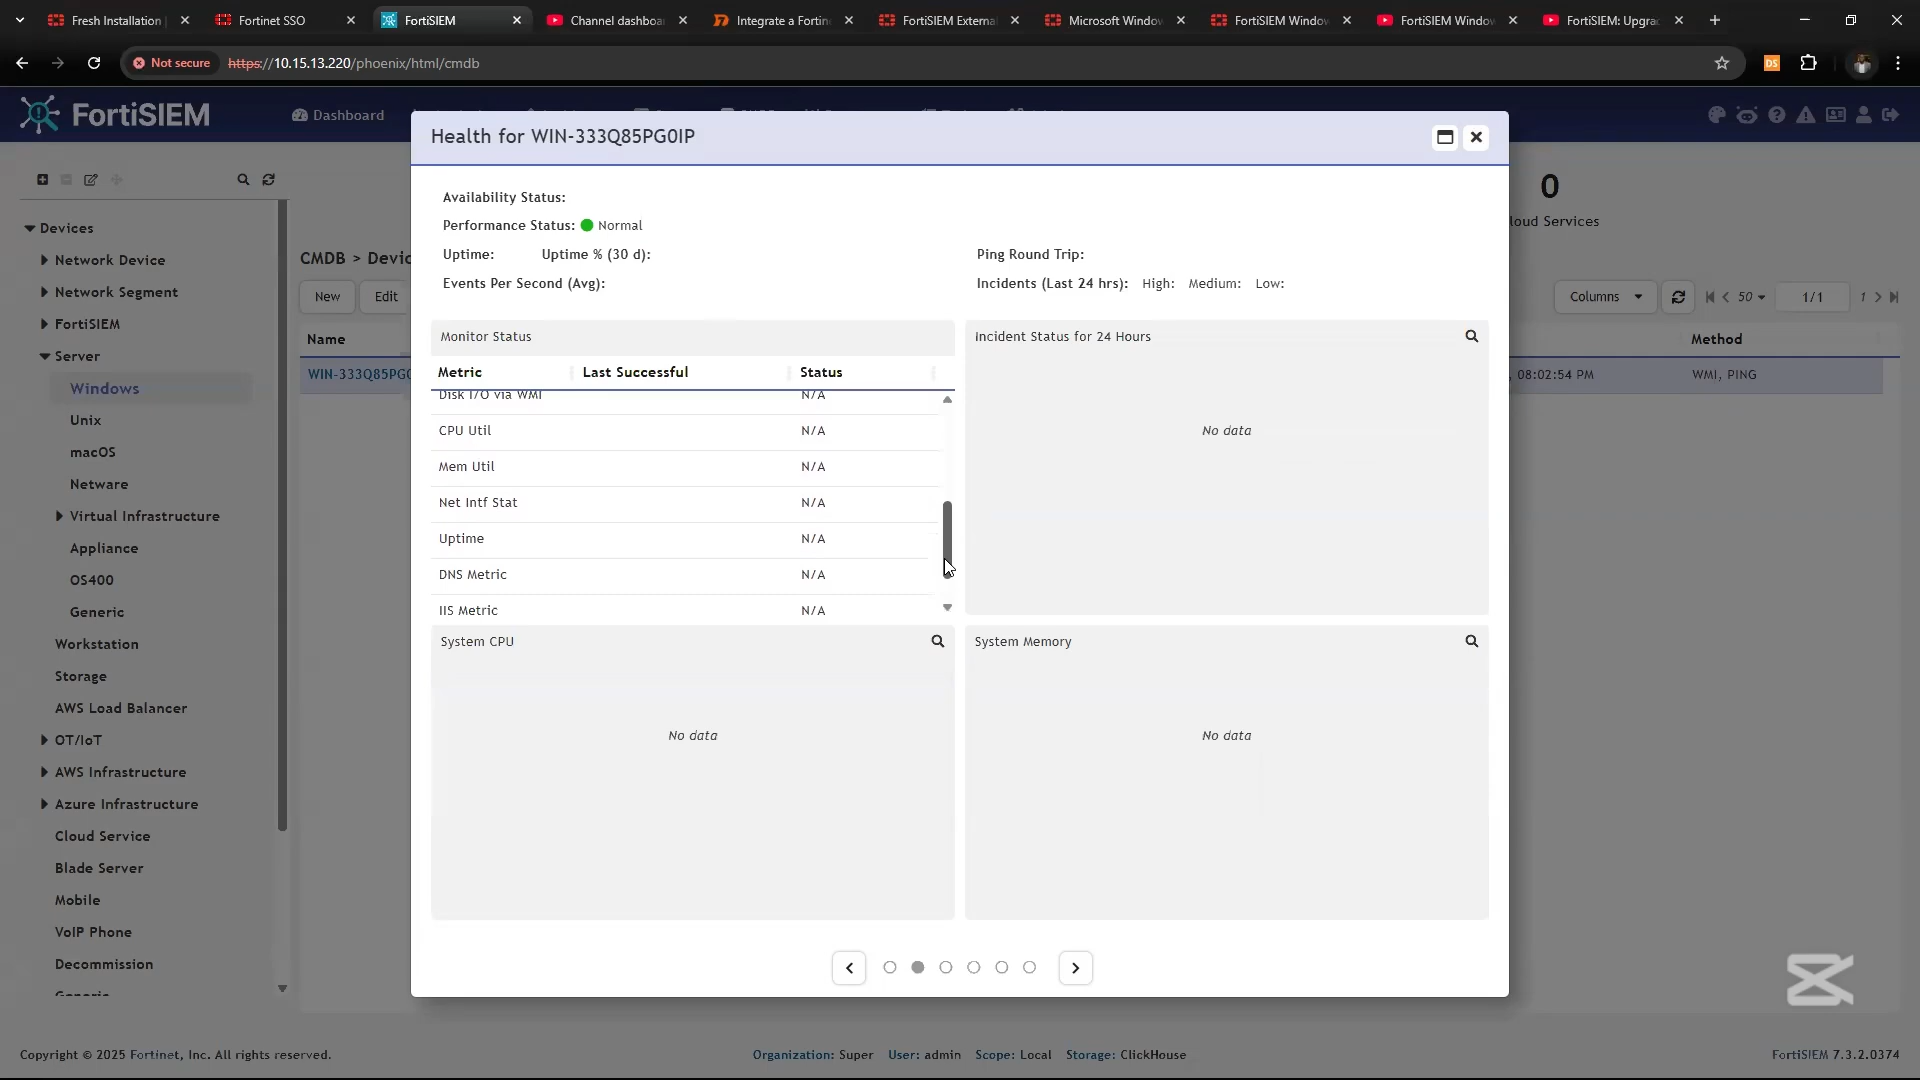 Fresh Installation
Fortinet SSO
FortiSIEM
Channel dashboa
Integrate a Fortin
FortiSIEM Externa
Microsoft Window
FortiSIEM Window
FortiSIEM Window
FortiSIEM: Upgra
Not secure
https://10.15.13.220/phoenix/html/cmdb
DS
FortiSIEM
Dashboard
Health for WIN-333Q85PG0IP
Availability Status:
Performance Status: Normal
Uptime: Uptime % (30 d): Ping Round Trip:
Events Per Second (Avg): Incidents (Last 24 hrs): High: Medium: Low:
0
loud Services
Devices
Network Device
Network Segment
FortiSIEM
Server
Windows
Unix
macOS
Netware
Virtual Infrastructure
Appliance
OS400
Generic
Workstation
Storage
AWS Load Balancer
OT/IoT
AWS Infrastructure
Azure Infrastructure
Cloud Service
Blade Server
Mobile
VoIP Phone
Decommission
Generic
CMDB > Devic
New Edit
Columns 50 1/1 1
Name Method
WIN-333Q85PG , 08:02:54 PM WMI, PING
Monitor Status
Metric Last Successful Status
Disk I/O via WMI N/A
CPU Util N/A
Mem Util N/A
Net Intf Stat N/A
Uptime N/A
DNS Metric N/A
IIS Metric N/A
Incident Status for 24 Hours
No data
System CPU
No data
System Memory
No data
Copyright © 2025 Fortinet, Inc. All rights reserved.
Organization: Super User: admin Scope: Local Storage: ClickHouse
FortiSIEM 7.3.2.0374